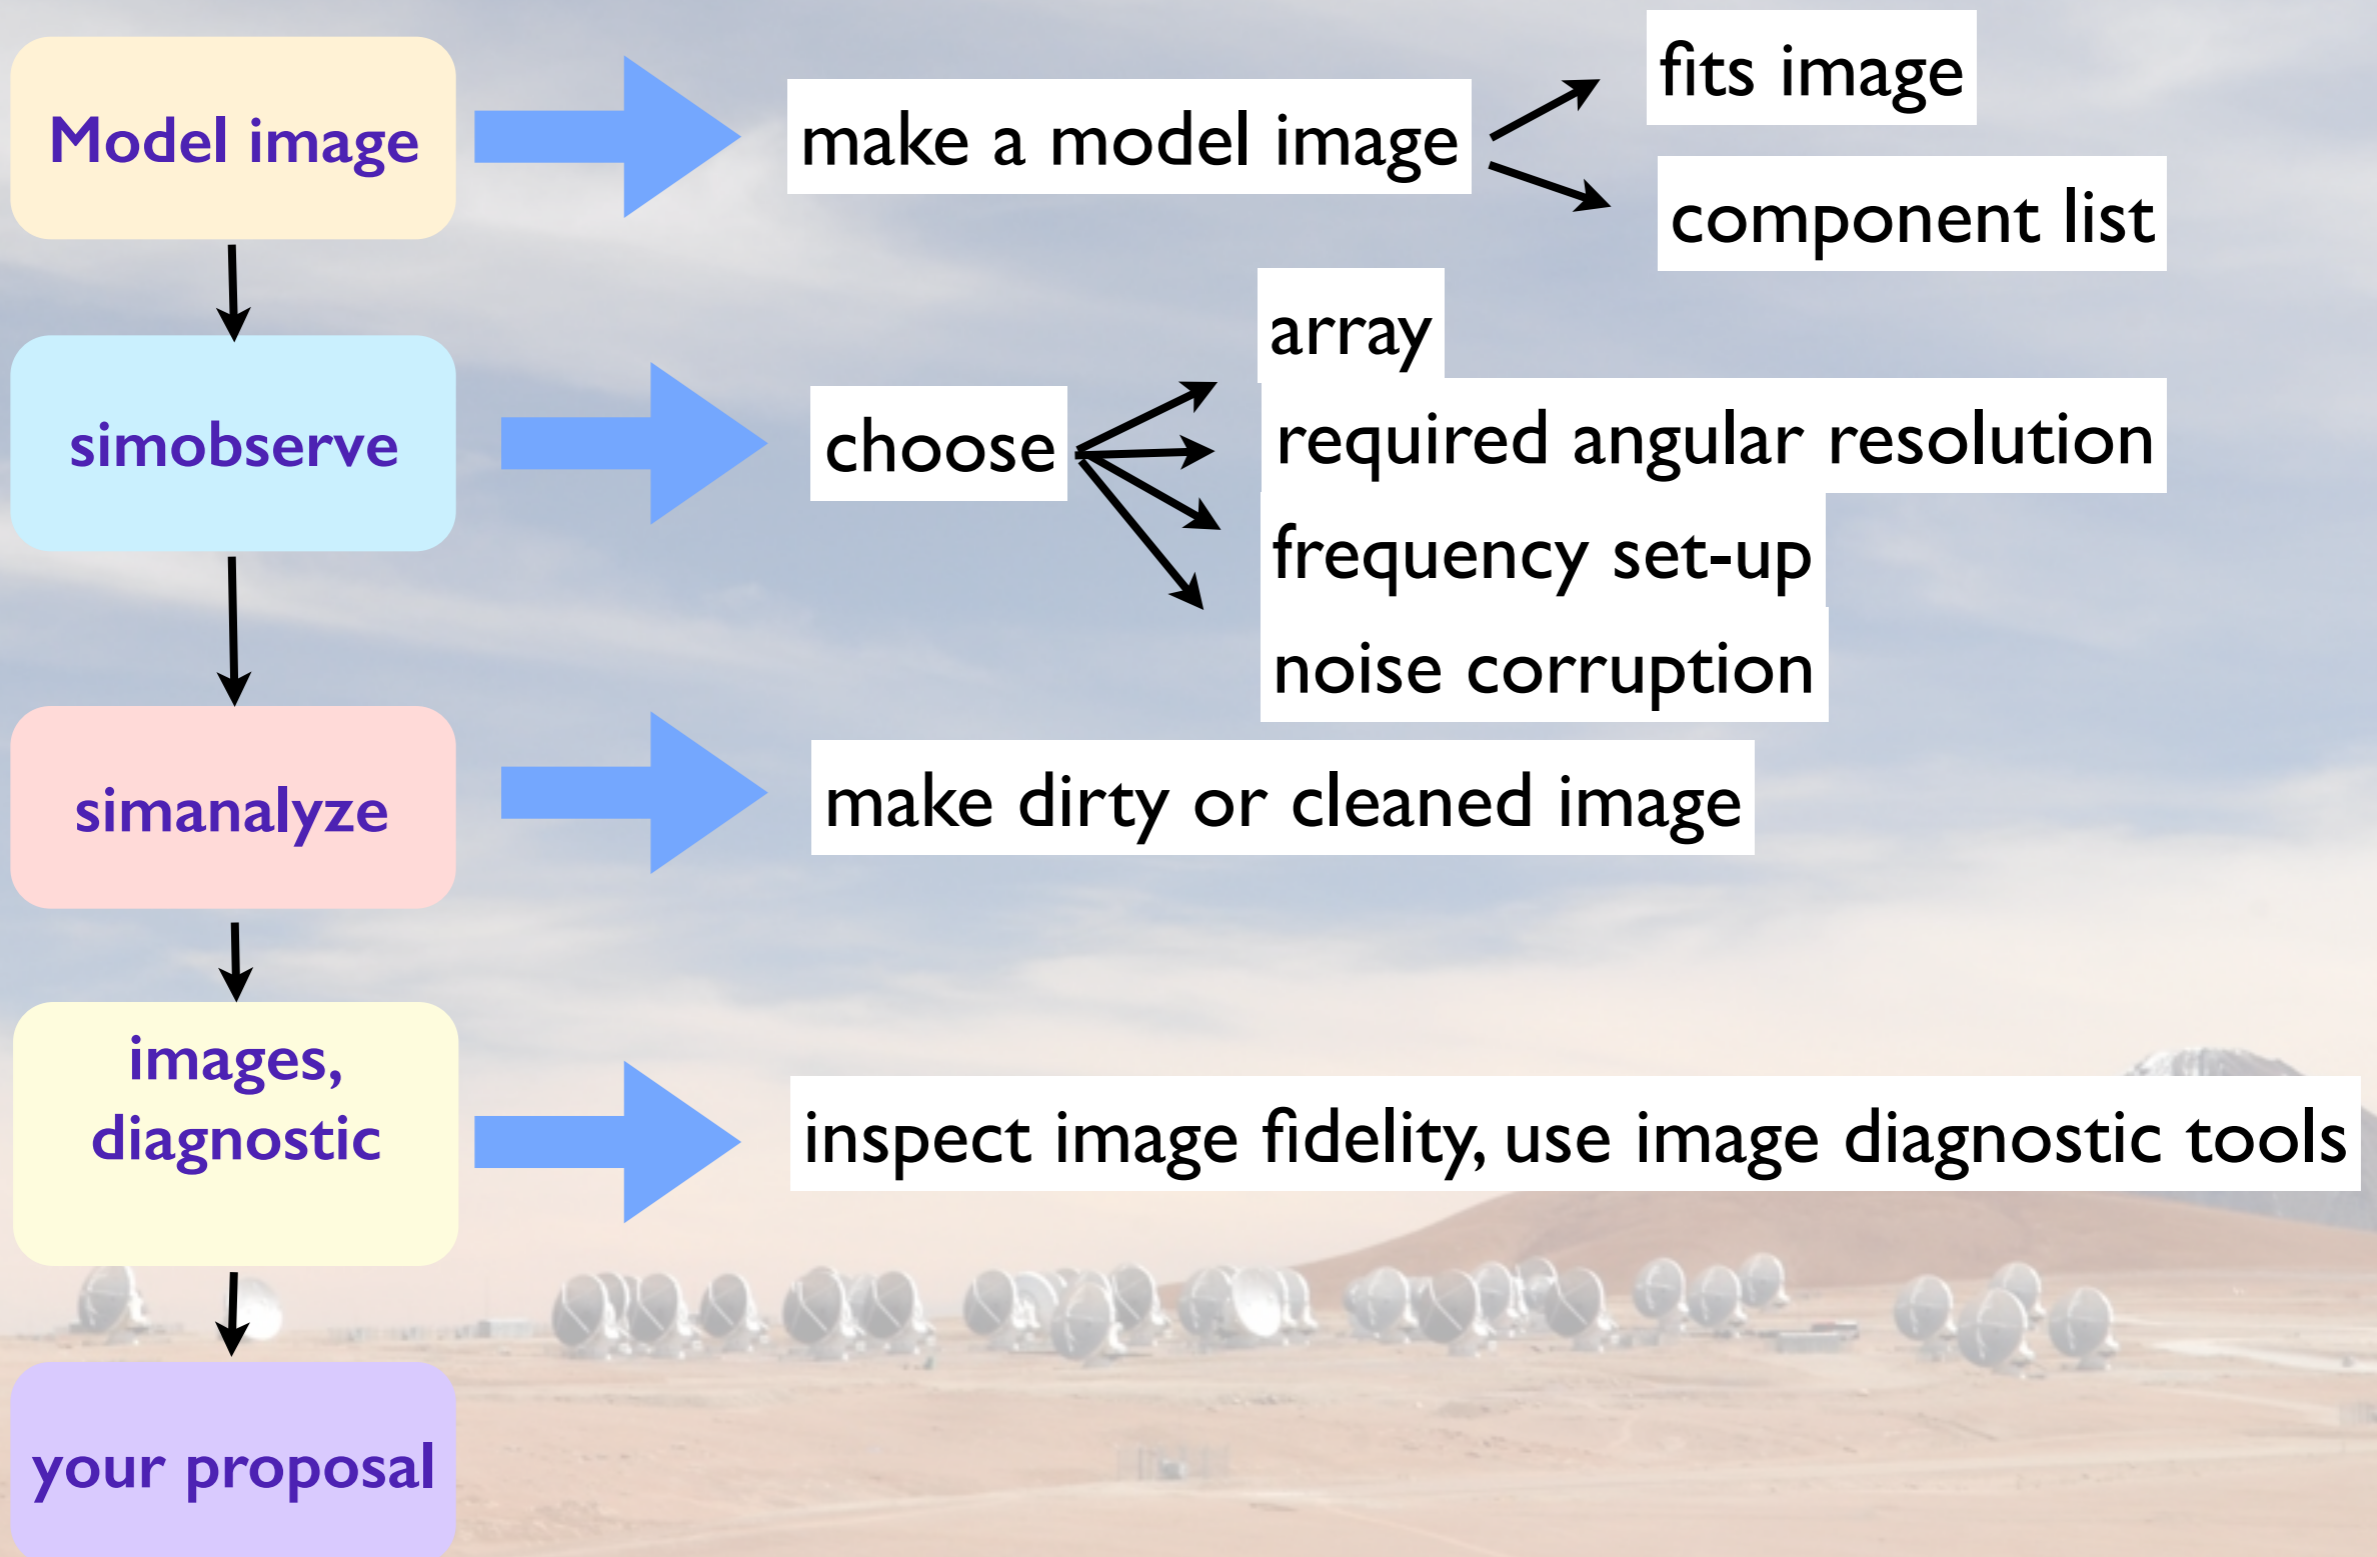 Model image
make a model image
fits image
component list
simobserve
choose
array
required angular resolution
frequency set-up
noise corruption
simanalyze
make dirty or cleaned image
images,
diagnostic
inspect image fidelity, use image diagnostic tools
your proposal